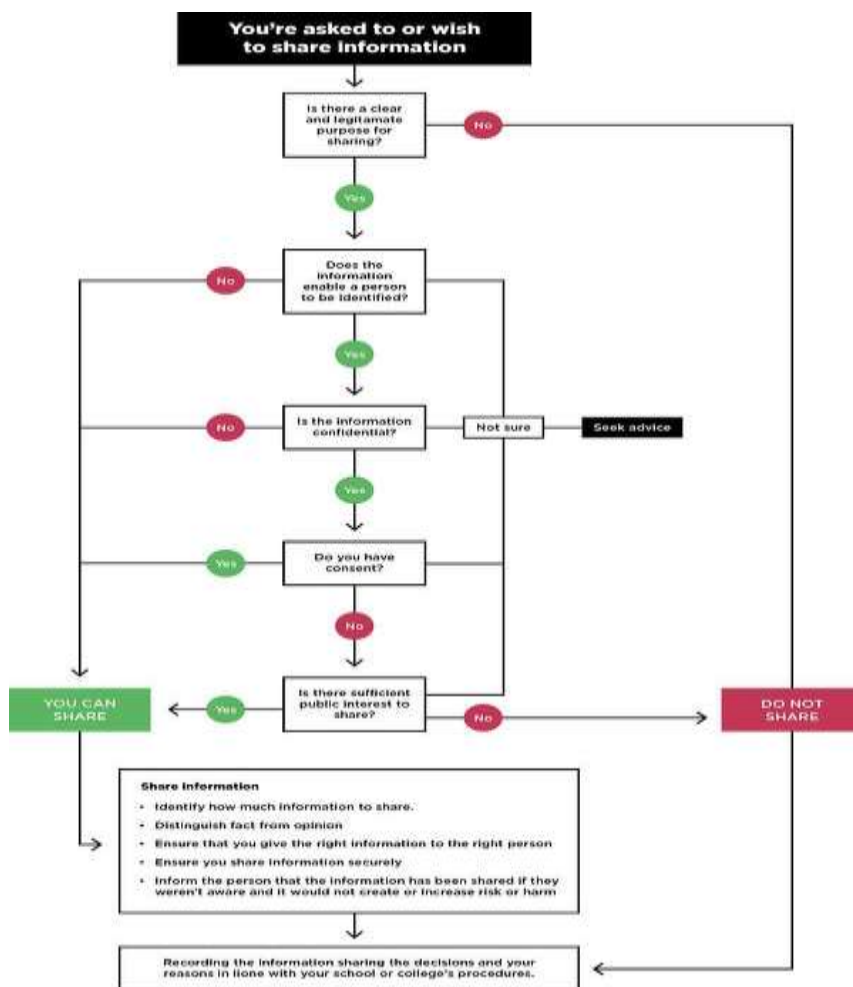 You're asked to or wish
to share information
Is there a clear
and legitamate
purpose for
sharing?
No
Yes
Does the
information
enable a person
to be identified?
No
Yes
Is the information
confidential?
No
Not sure
Seek advice
Yes
Do you have
consent?
Yes
No
Is there sufficient
public interest to
share?
Yes
No
YOU CAN
SHARE
DO NOT
SHARE
Share information
• Identify how much information to share.
• Distinguish fact from opinion
• Ensure that you give the right information to the right person
• Ensure you share information securely
• Inform the person that the information has been shared if they
weren't aware and it would not create or increase risk or harm
Recording the information sharing the decisions and your
reasons in lione with your school or college's procedures.